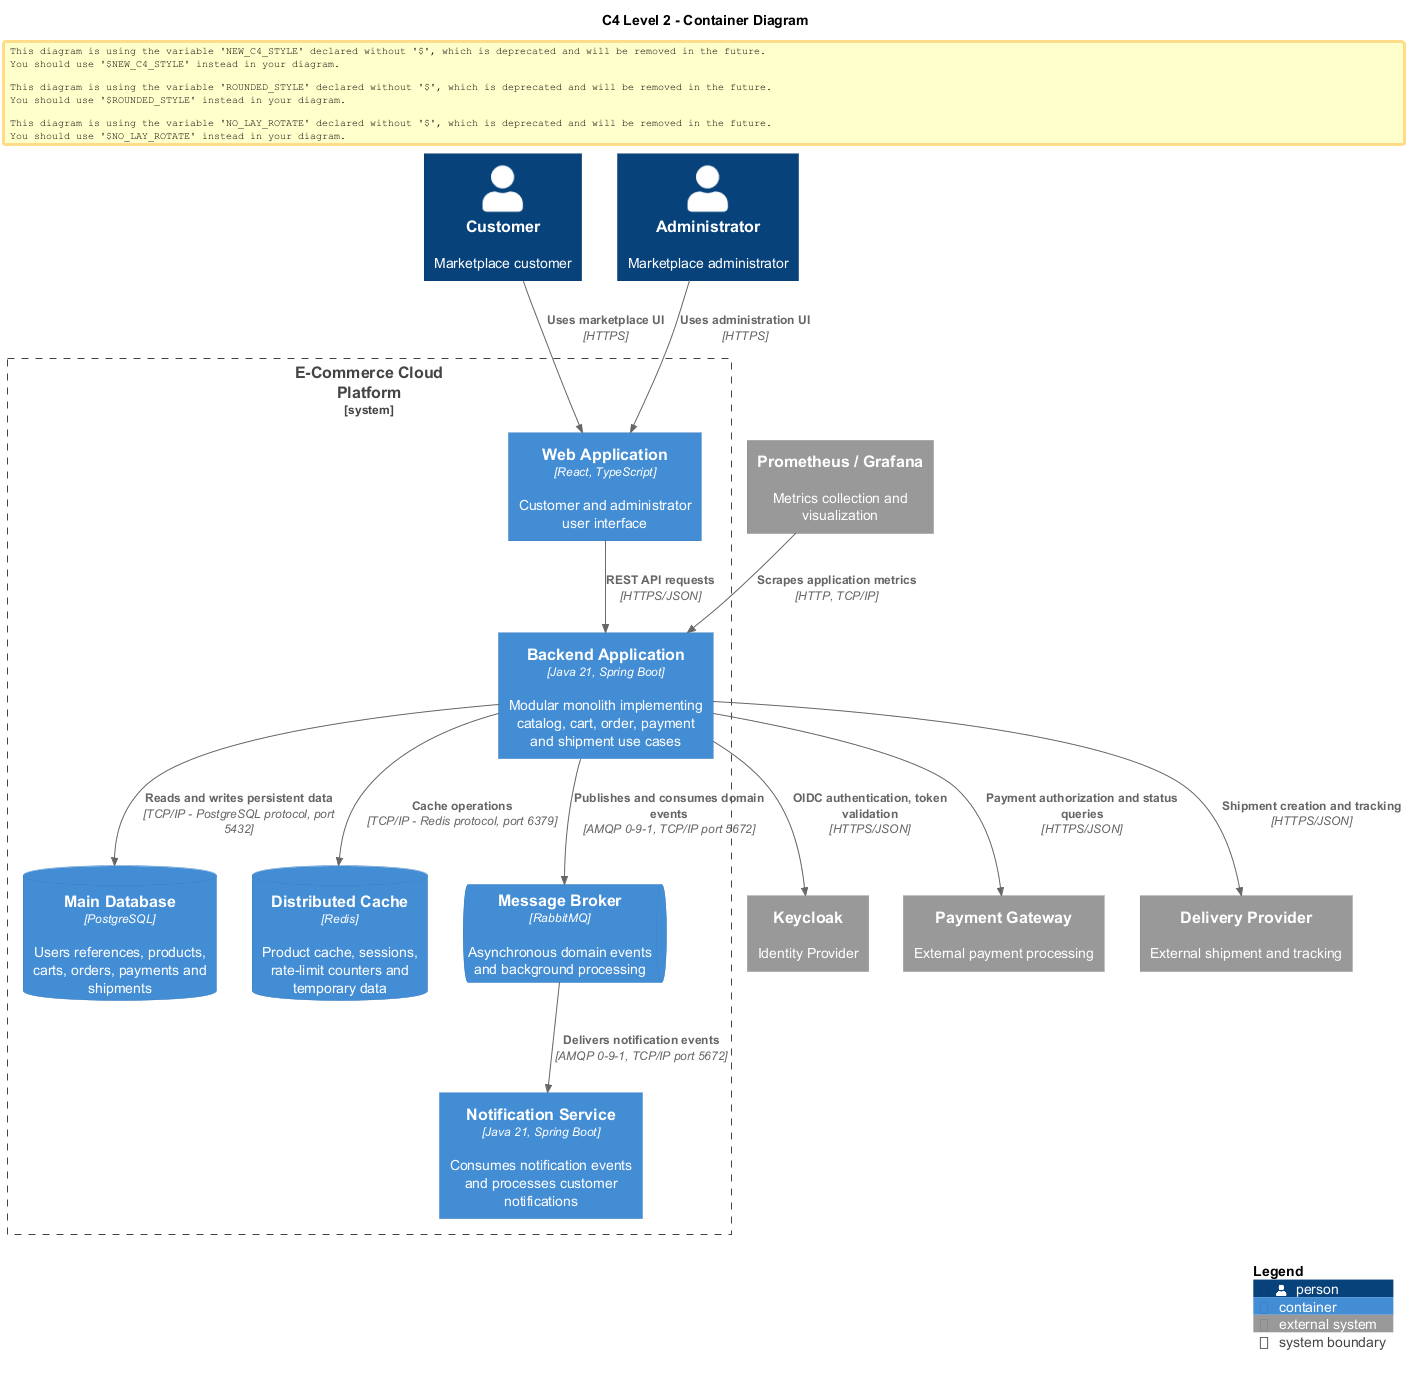 C4 Level 2 - Container Diagram
This diagram is using the variable 'NEW_C4_STYLE' declared without '$', which is deprecated and will be removed in the future.
You should use '$NEW_C4_STYLE' instead in your diagram.
This diagram is using the variable 'ROUNDED_STYLE' declared without '$', which is deprecated and will be removed in the future.
You should use '$ROUNDED_STYLE' instead in your diagram.
This diagram is using the variable 'NO_LAY_ROTATE' declared without '$', which is deprecated and will be removed in the future.
You should use '$NO_LAY_ROTATE' instead in your diagram.
Customer
Marketplace customer
Administrator
Marketplace administrator
Uses marketplace UI
[HTTPS]
Uses administration UI
[HTTPS]
E-Commerce Cloud
Platform
[system]
Web Application
[React, TypeScript]
Customer and administrator
user interface
Prometheus / Grafana
Metrics collection and
visualization
REST API requests
[HTTPS/JSON]
Scrapes application metrics
[HTTP, TCP/IP]
Backend Application
[Java 21, Spring Boot]
Modular monolith implementing
catalog, cart, order, payment
and shipment use cases
Reads and writes persistent data
[TCP/IP - PostgreSQL protocol, port
5432]
Cache operations
[TCP/IP - Redis protocol, port 6379]
Publishes and consumes domain
events
[AMQP 0-9-1, TCP/IP port 5672]
OIDC authentication, token
validation
[HTTPS/JSON]
Payment authorization and status
queries
[HTTPS/JSON]
Shipment creation and tracking
[HTTPS/JSON]
Main Database
[PostgreSQL]
Users references, products,
carts, orders, payments and
shipments
Distributed Cache
[Redis]
Product cache, sessions,
rate-limit counters and
temporary data
Message Broker
[RabbitMQ]
Asynchronous domain events
and background processing
Keycloak
Identity Provider
Payment Gateway
External payment processing
Delivery Provider
External shipment and tracking
Delivers notification events
[AMQP 0-9-1, TCP/IP port 5672]
Notification Service
[Java 21, Spring Boot]
Consumes notification events
and processes customer
notifications
Legend
person
container
external system
system boundary